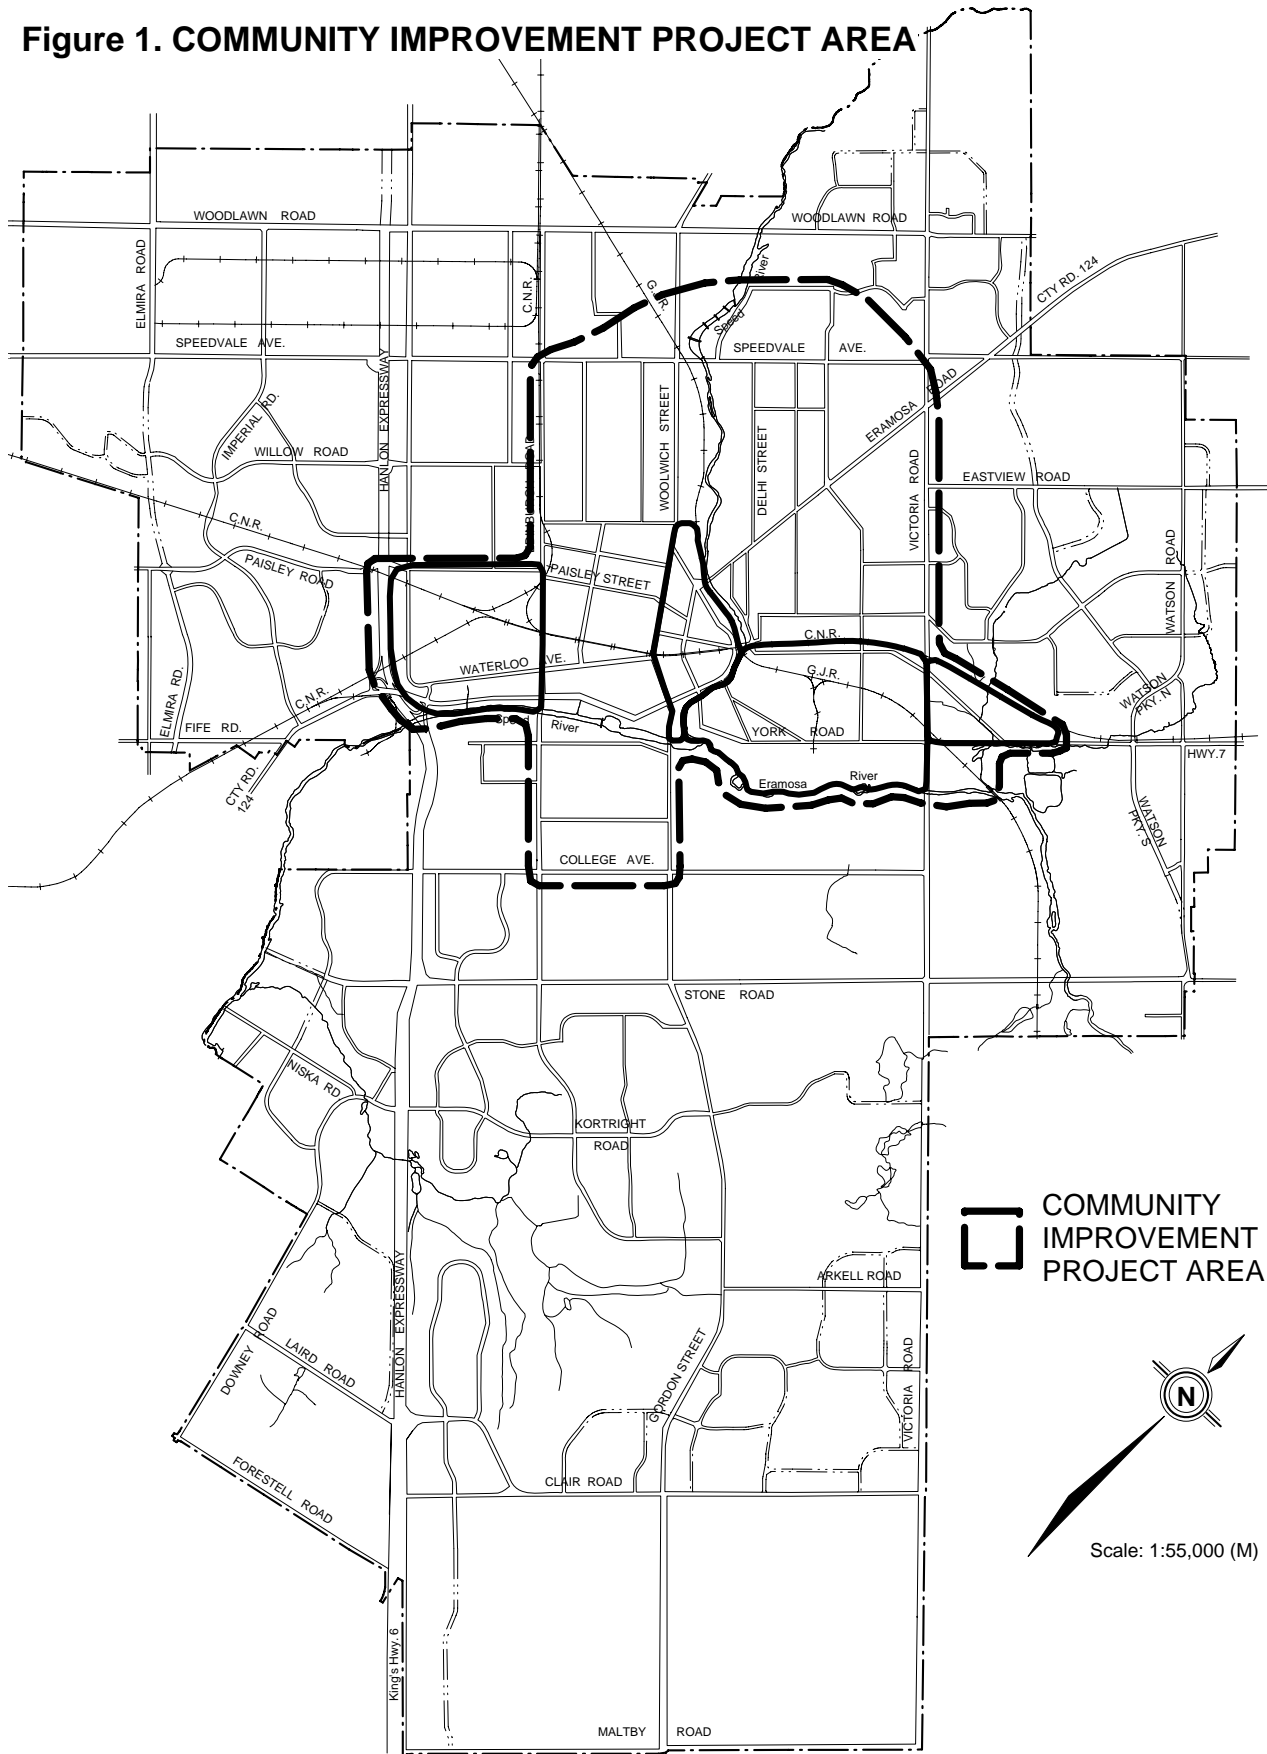 Figure 1. COMMUNITY IMPROVEMENT PROJECT AREA
WOODLAWN ROAD
WOODLAWN ROAD
ELMIRA ROAD
C.N.R.
G.J.R.
River
Speed
CTY RD. 124
SPEEDVALE AVE.
SPEEDVALE AVE.
HANLON EXPRESSWAY
IMPERIAL RD.
WILLOW ROAD
WOOLWICH STREET
DELHI STREET
ERAMOSA ROAD
VICTORIA ROAD
EASTVIEW ROAD
C.N.R.
PAISLEY ROAD
PAISLEY STREET
WATSON ROAD
C.N.R.
WATERLOO AVE.
G.J.R.
ELMIRA RD.
C.N.R.
FIFE RD.
Speed River
YORK ROAD
WATSON
PKY. N
HWY.7
CTY RD.
124
Eramosa River
WATSON
PKY. S
COLLEGE AVE.
STONE ROAD
NISKA RD
KORTRIGHT
ROAD
COMMUNITY
IMPROVEMENT
PROJECT AREA
HANLON EXPRESSWAY
ARKELL ROAD
DOWNEY ROAD
LAIRD ROAD
GORDON STREET
VICTORIA ROAD
N
FORESTELL ROAD
CLAIR ROAD
Scale: 1:55,000 (M)
King's Hwy. 6
MALTBY ROAD